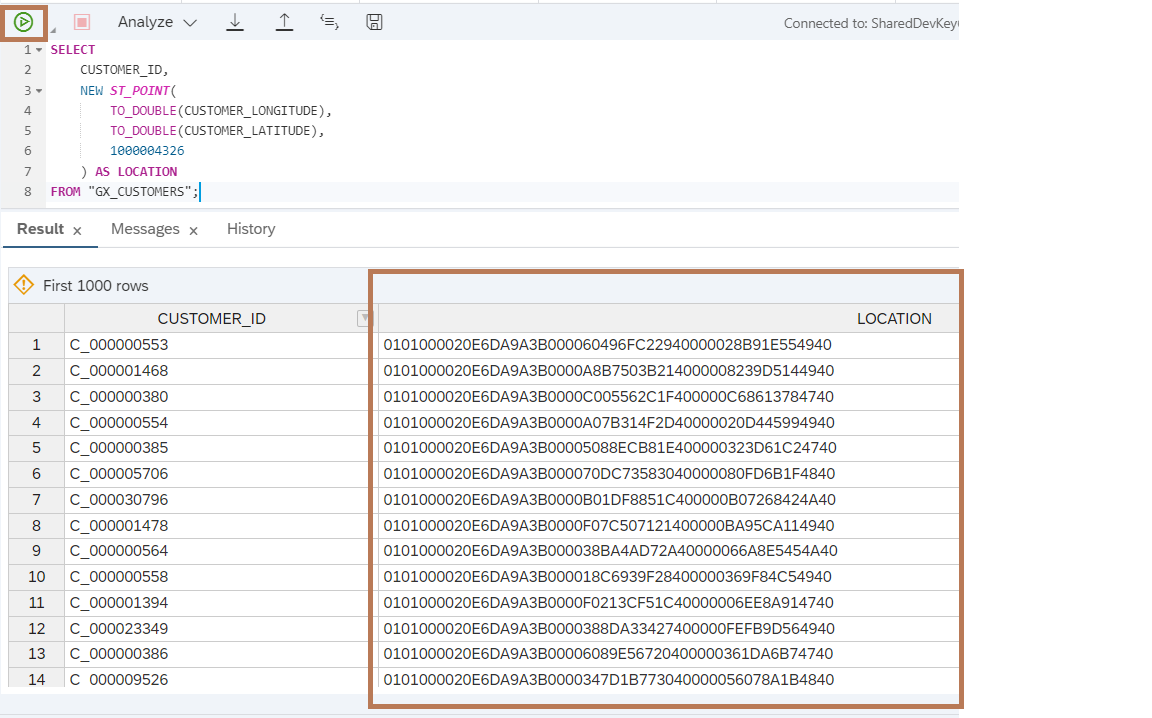 Analyze
Connected to: SharedDevKey
1 SELECT
2 CUSTOMER_ID,
3 NEW ST_POINT(
4 TO_DOUBLE(CUSTOMER_LONGITUDE),
5 TO_DOUBLE(CUSTOMER_LATITUDE),
6 1000004326
7 ) AS LOCATION
8 FROM "GX_CUSTOMERS";
Result x Messages x History
First 1000 rows
CUSTOMER_ID LOCATION
1 C_000000553 0101000020E6DA9A3B000060496FC22940000028B91E554940
2 C_000001468 0101000020E6DA9A3B0000A8B7503B214000008239D5144940
3 C_000000380 0101000020E6DA9A3B0000C005562C1F400000C68613784740
4 C_000000554 0101000020E6DA9A3B0000A07B314F2D40000020D445994940
5 C_000000385 0101000020E6DA9A3B00005088ECB81E400000323D61C24740
6 C_000005706 0101000020E6DA9A3B000070DC73583040000080FD6B1F4840
7 C_000030796 0101000020E6DA9A3B0000B01DF8851C400000B07268424A40
8 C_000001478 0101000020E6DA9A3B0000F07C507121400000BA95CA114940
9 C_000000564 0101000020E6DA9A3B000038BA4AD72A40000066A8E5454A40
10 C_000000558 0101000020E6DA9A3B000018C6939F28400000369F84C54940
11 C_000001394 0101000020E6DA9A3B0000F0213CF51C40000006EE8A914740
12 C_000023349 0101000020E6DA9A3B0000388DA33427400000FEFB9D564940
13 C_000000386 0101000020E6DA9A3B00006089E56720400000361DA6B74740
14 C_000009526 0101000020E6DA9A3B0000347D1B773040000056078A1B4840